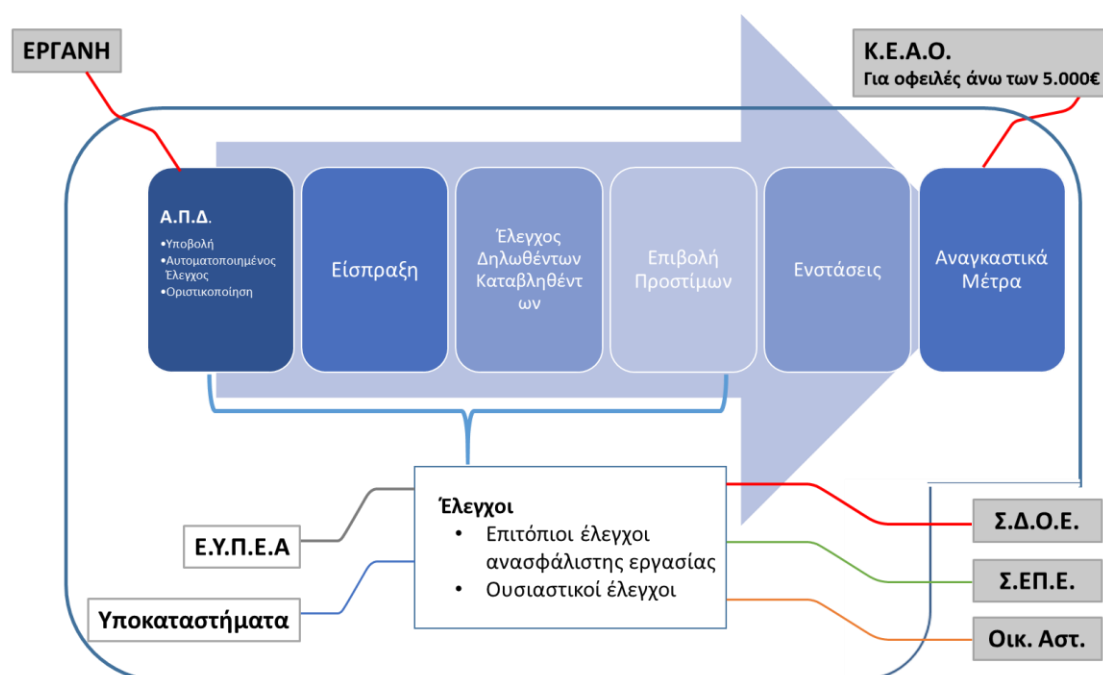 ΕΡΓΑΝΗ
Κ.Ε.Α.Ο.
Για οφειλές άνω των 5.000€
Α.Π.Δ.
•Υποβολή
•Αυτοματοποιημένος
Έλεγχος
•Οριστικοποίηση
Είσπραξη
Έλεγχος
Δηλωθέντων
Καταβληθέντ
ων
Επιβολή
Προστίμων
Ενστάσεις
Αναγκαστικά
Μέτρα
Έλεγχοι
• Επιτόπιοι έλεγχοι
ανασφάλιστης εργασίας
• Ουσιαστικοί έλεγχοι
Ε.Υ.Π.Ε.Α
Υποκαταστήματα
Σ.Δ.Ο.Ε.
Σ.ΕΠ.Ε.
Οικ. Αστ.